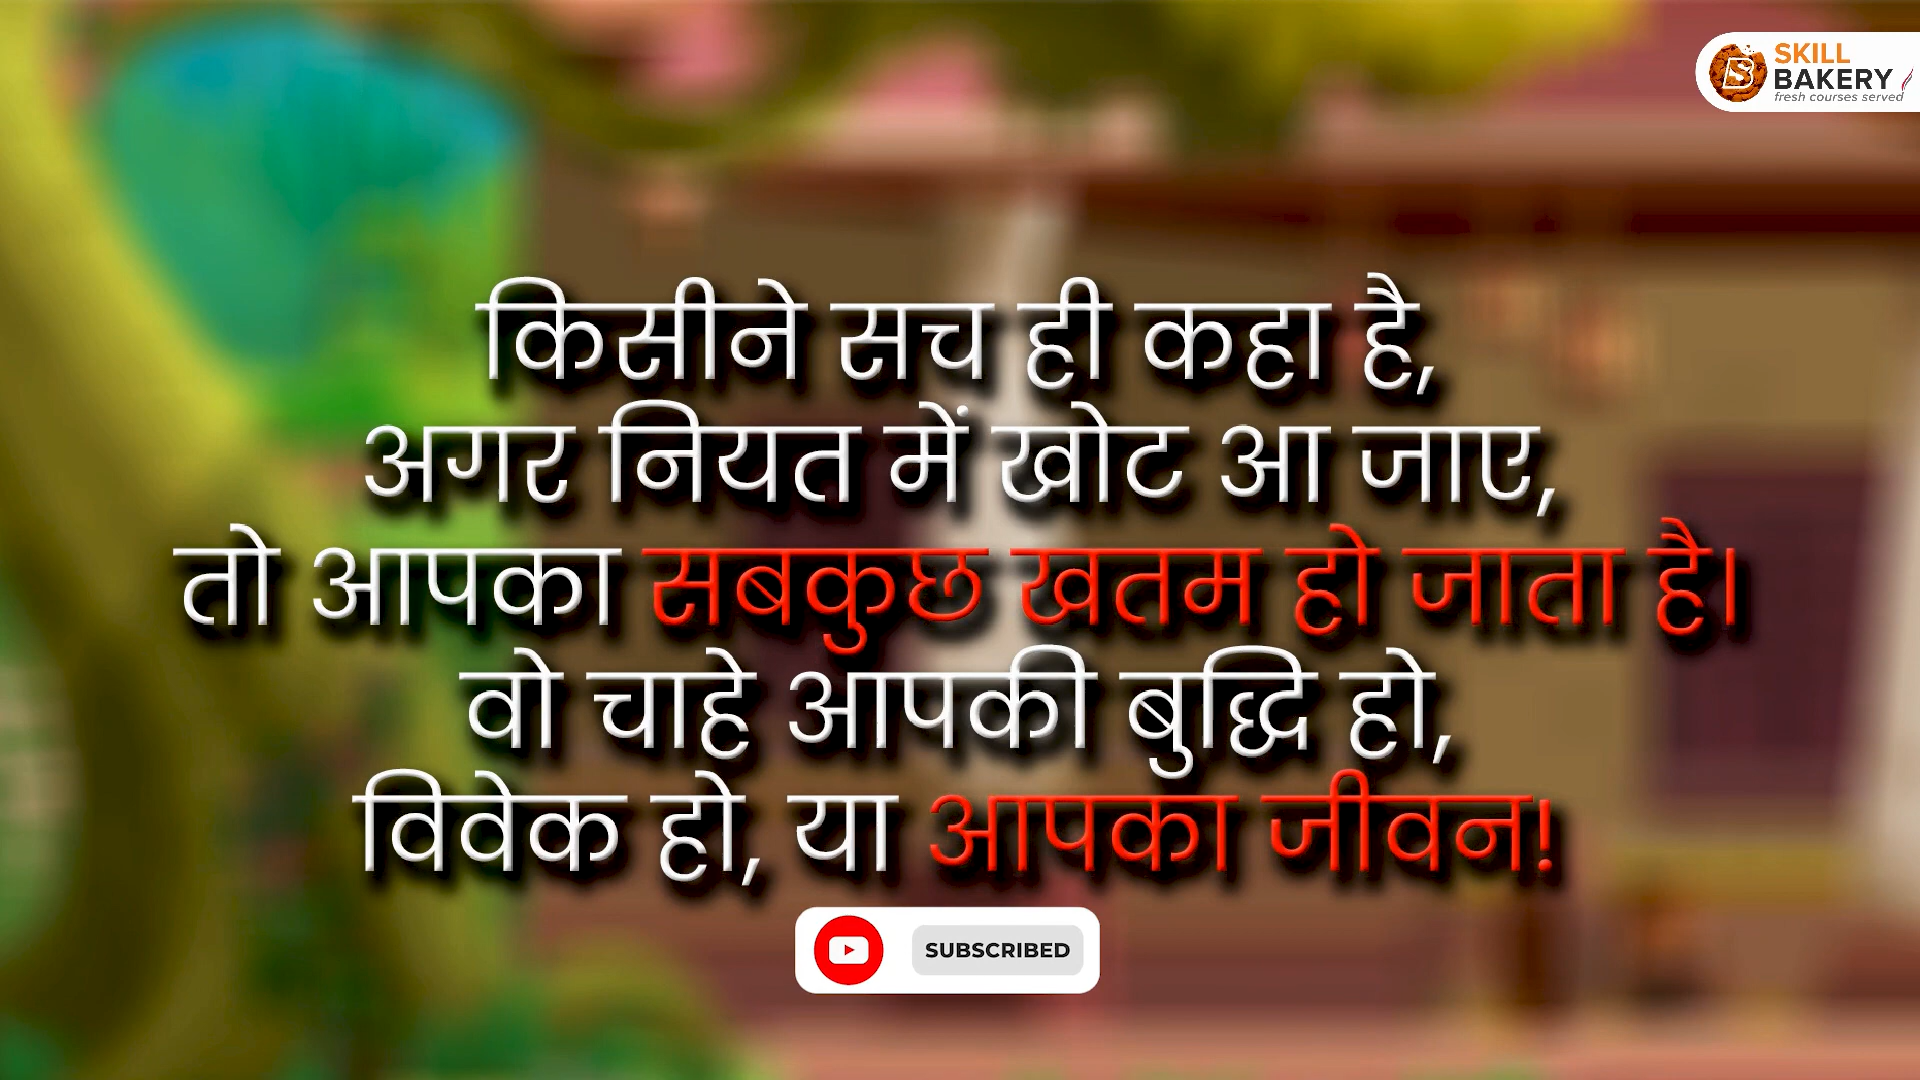 SKILL
BAKERY
fresh courses served
किसीने सच ही कहा है,
अगर नियत में खोट आ जाए,
तो आपका सबकुछ खतम हो जाता है।
वो चाहे आपकी बुद्धि हो,
विवेक हो, या आपका जीवन!
SUBSCRIBED